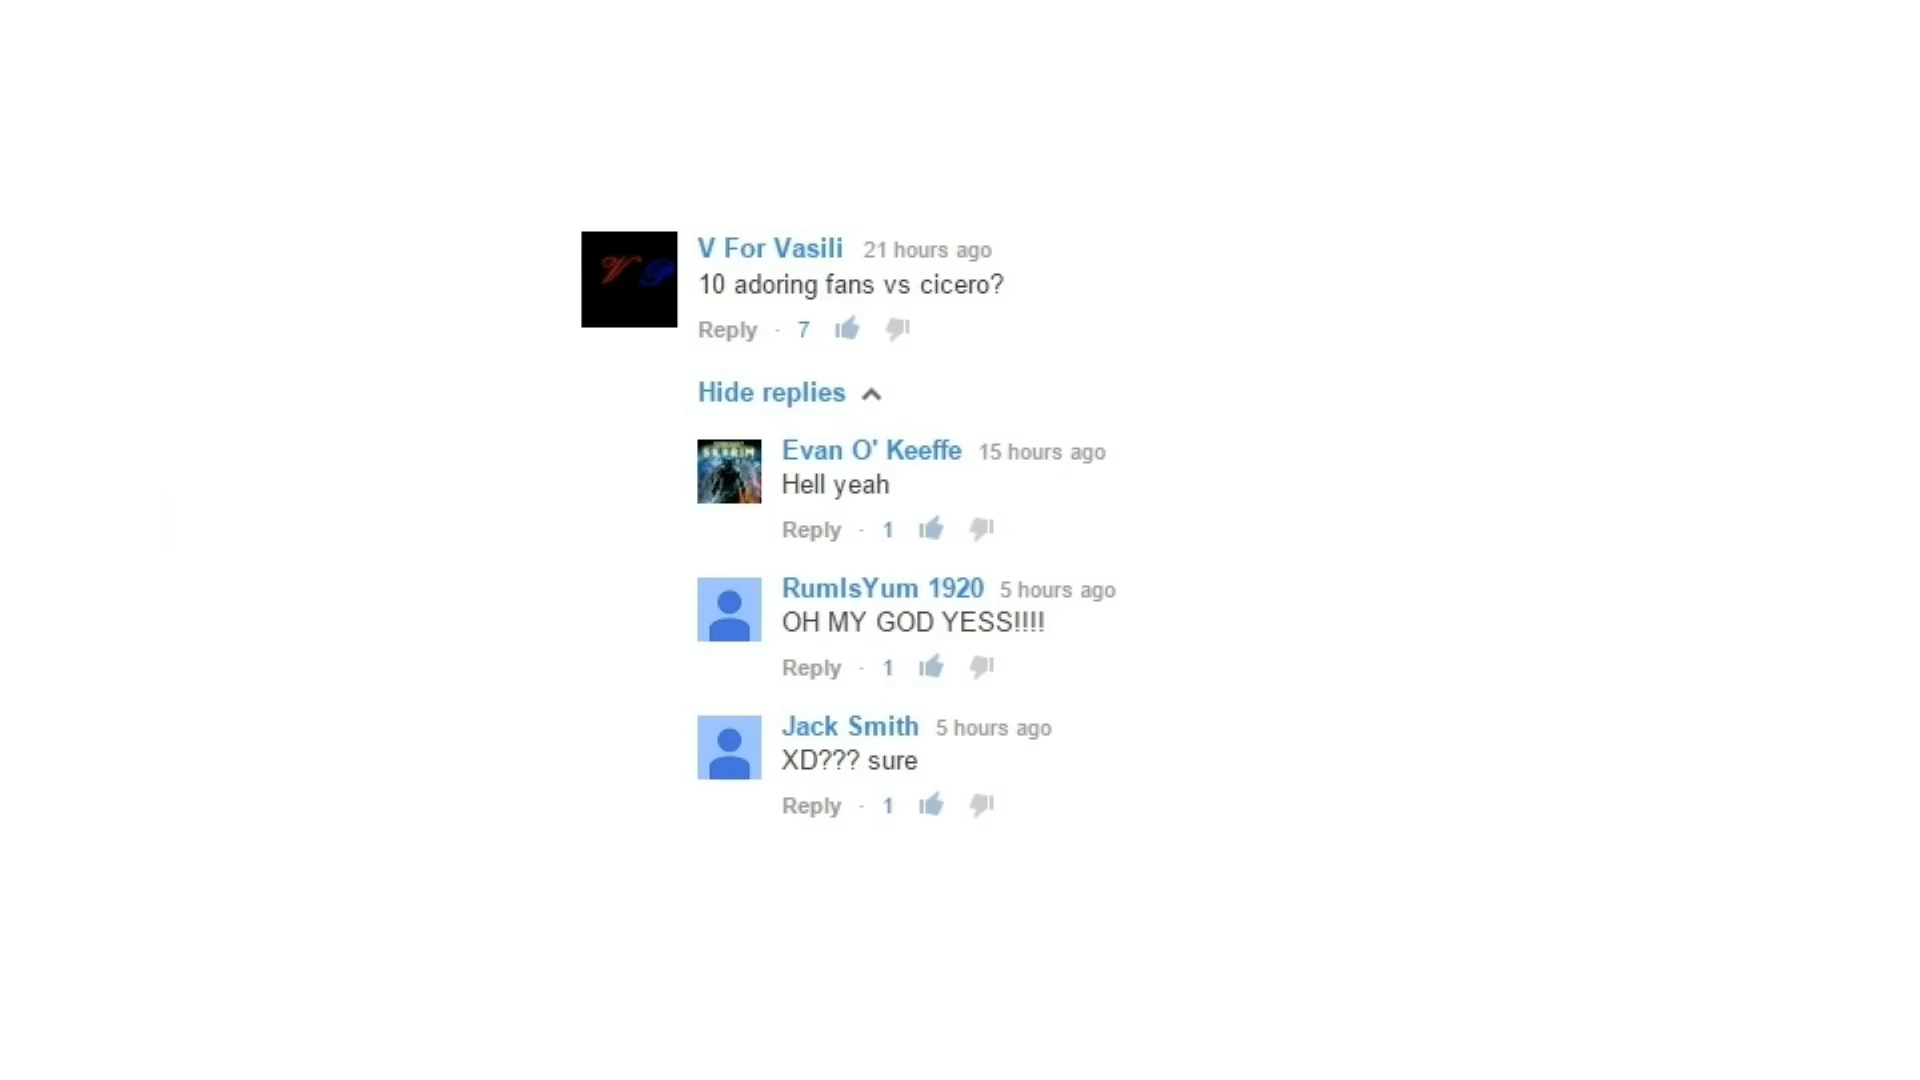 V For Vasili 21 hours ago
10 adoring fans vs cicero?
Reply · 7
Hide replies
SKYRIM
Evan O' Keeffe 15 hours ago
Hell yeah
Reply · 1
RumIsYum 1920 5 hours ago
OH MY GOD YESS!!!!
Reply · 1
Jack Smith 5 hours ago
XD??? sure
Reply · 1